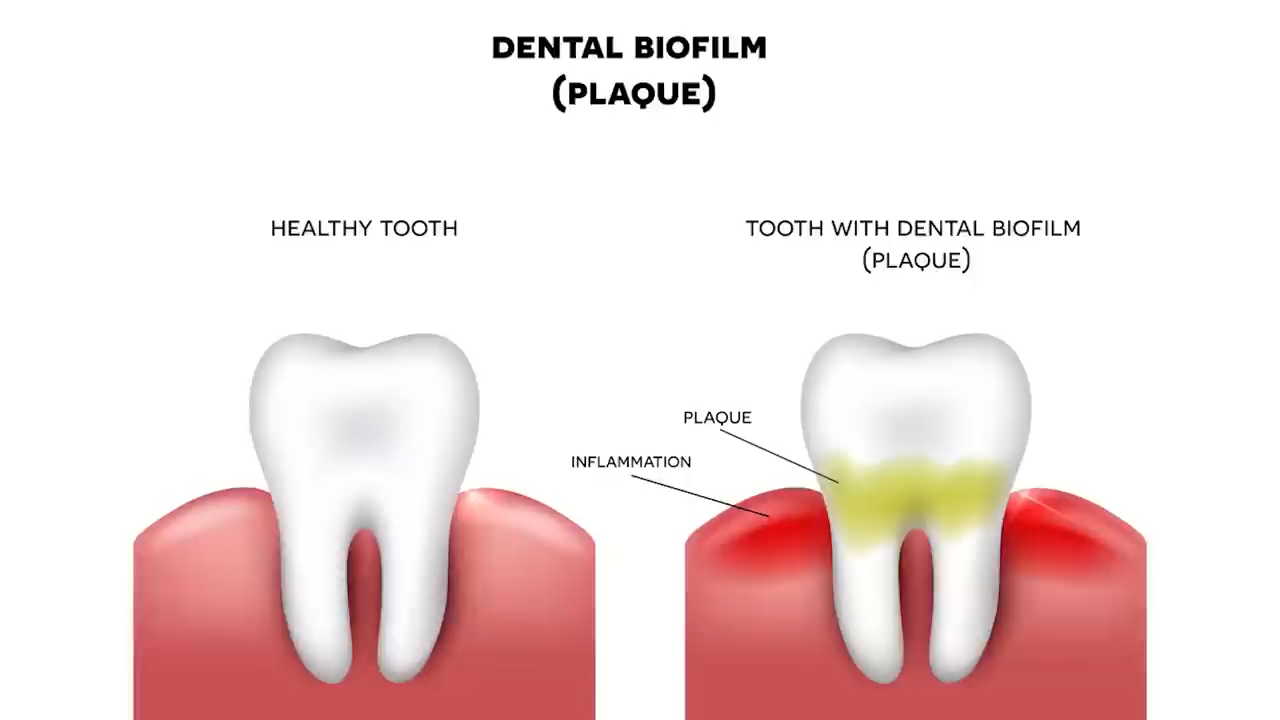 DENTAL BIOFILM
(PLAQUE)
HEALTHY TOOTH
TOOTH WITH DENTAL BIOFILM
(PLAQUE)
PLAQUE
INFLAMMATION